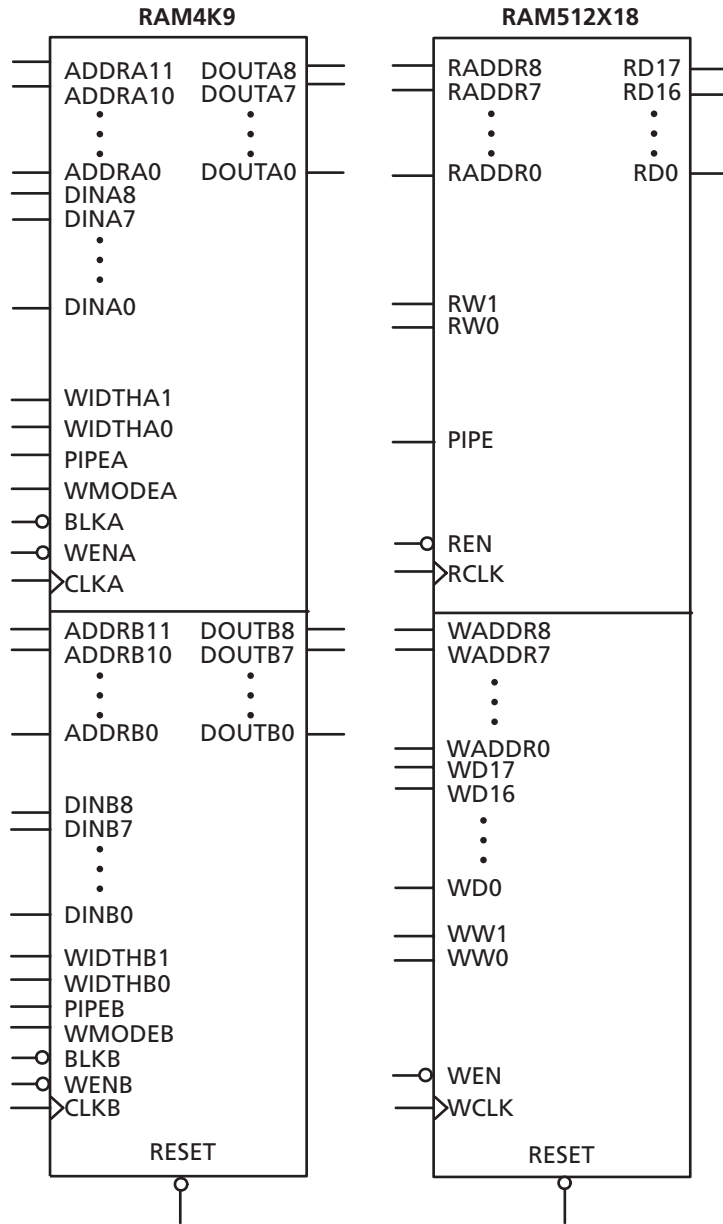 RAM4K9
ADDRA11 DOUTA8
ADDRA10 DOUTA7
ADDRA0 DOUTA0
DINA8
DINA7
DINA0
WIDTHA1
WIDTHA0
PIPEA
WMODEA
BLKA
WENA
CLKA
ADDRB11 DOUTB8
ADDRB10 DOUTB7
ADDRB0 DOUTB0
DINB8
DINB7
DINB0
WIDTHB1
WIDTHB0
PIPEB
WMODEB
BLKB
WENB
CLKB
RESET
RAM512X18
RADDR8 RD17
RADDR7 RD16
RADDR0 RD0
RW1
RW0
PIPE
REN
RCLK
WADDR8
WADDR7
WADDR0
WD17
WD16
WD0
WW1
WW0
WEN
WCLK
RESET